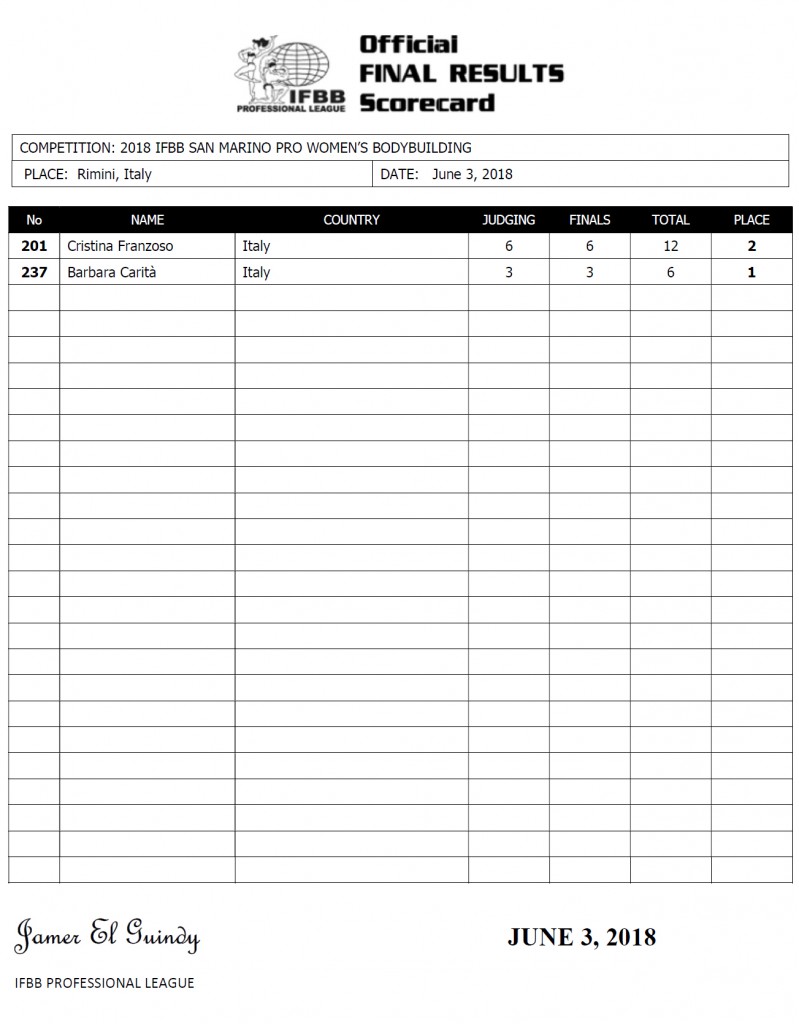 Official
FINAL RESULTS
Scorecard
IFBB
PROFESSIONAL LEAGUE
COMPETITION: 2018 IFBB SAN MARINO PRO WOMEN'S BODYBUILDING
PLACE: Rimini, Italy DATE: June 3, 2018
No NAME COUNTRY JUDGING FINALS TOTAL PLACE
201 Cristina Franzoso Italy 6 6 12 2
237 Barbara Carità Italy 3 3 6 1
Jamer El Guindy JUNE 3, 2018
IFBB PROFESSIONAL LEAGUE